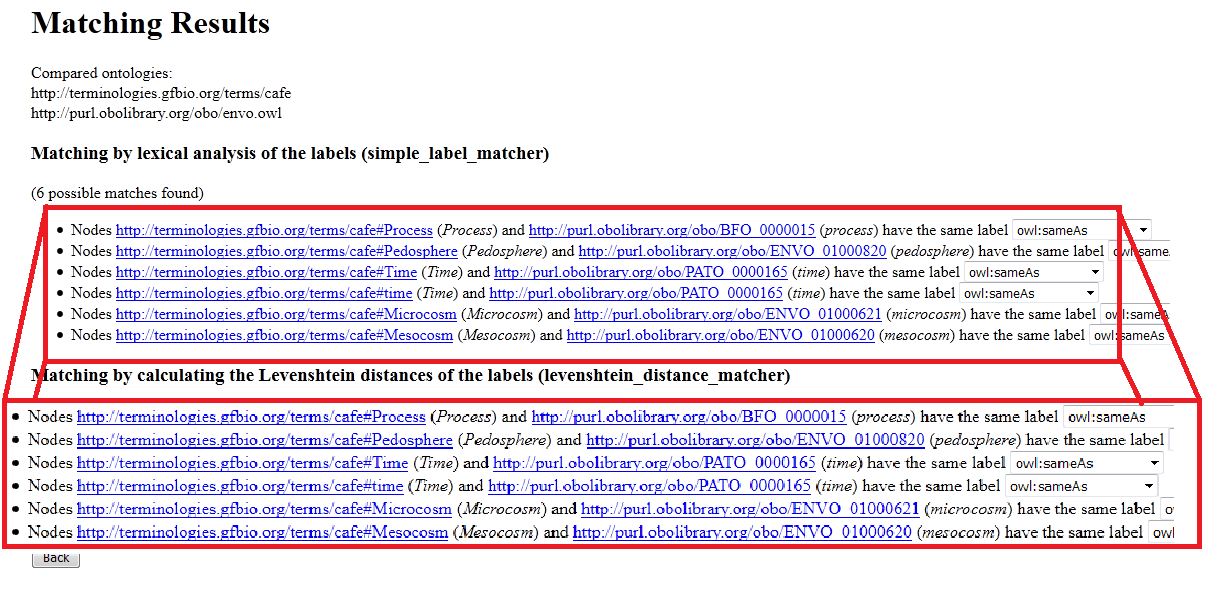 Matching Results
Compared ontologies:
http://terminologies.gfbio.org/terms/cafe
http://purl.obolibrary.org/obo/envo.owl
Matching by lexical analysis of the labels (simple_label_matcher)
(6 possible matches found)
Nodes http://terminologies.gfbio.org/terms/cafe#Process (Process) and http://purl.obolibrary.org/obo/BFO_0000015 (process) have the same label owl:sameAs
Nodes http://terminologies.gfbio.org/terms/cafe#Pedosphere (Pedosphere) and http://purl.obolibrary.org/obo/ENVO_01000820 (pedosphere) have the same label owl:same
Nodes http://terminologies.gfbio.org/terms/cafe#Time (Time) and http://purl.obolibrary.org/obo/PATO_0000165 (time) have the same label owl:sameAs
Nodes http://terminologies.gfbio.org/terms/cafe#time (Time) and http://purl.obolibrary.org/obo/PATO_0000165 (time) have the same label owl:sameAs
Nodes http://terminologies.gfbio.org/terms/cafe#Microcosm (Microcosm) and http://purl.obolibrary.org/obo/ENVO_01000621 (microcosm) have the same label owl:sameA
Nodes http://terminologies.gfbio.org/terms/cafe#Mesocosm (Mesocosm) and http://purl.obolibrary.org/obo/ENVO_01000620 (mesocosm) have the same label owl:sameAs
Matching by calculating the Levenshtein distances of the labels (levenshtein_distance_matcher)
Nodes http://terminologies.gfbio.org/terms/cafe#Process (Process) and http://purl.obolibrary.org/obo/BFO_0000015 (process) have the same label owl:sameAs
Nodes http://terminologies.gfbio.org/terms/cafe#Pedosphere (Pedosphere) and http://purl.obolibrary.org/obo/ENVO_01000820 (pedosphere) have the same label
Nodes http://terminologies.gfbio.org/terms/cafe#Time (Time) and http://purl.obolibrary.org/obo/PATO_0000165 (time) have the same label owl:sameAs
Nodes http://terminologies.gfbio.org/terms/cafe#time (Time) and http://purl.obolibrary.org/obo/PATO_0000165 (time) have the same label owl:sameAs
Nodes http://terminologies.gfbio.org/terms/cafe#Microcosm (Microcosm) and http://purl.obolibrary.org/obo/ENVO_01000621 (microcosm) have the same label
Nodes http://terminologies.gfbio.org/terms/cafe#Mesocosm (Mesocosm) and http://purl.obolibrary.org/obo/ENVO_01000620 (mesocosm) have the same label owl
Back